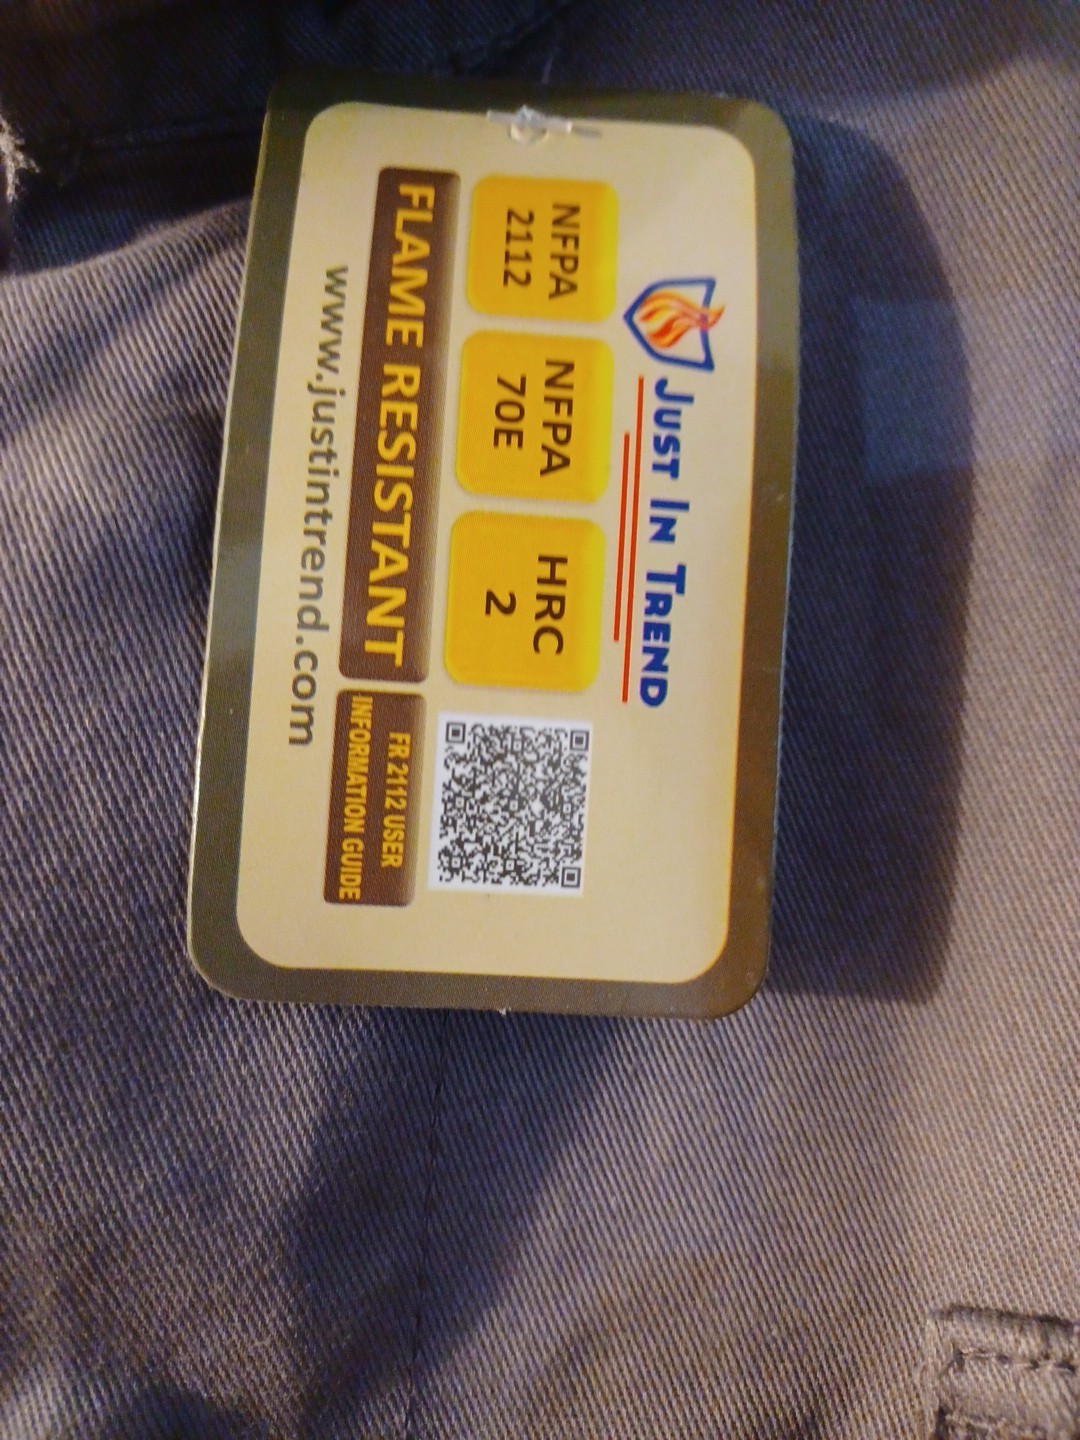 JUST IN TREND
NFPA
2112
NFPA
70E
HRC
2
FLAME RESISTANT
FR 2112 USER
INFORMATION GUIDE
www.justintrend.com